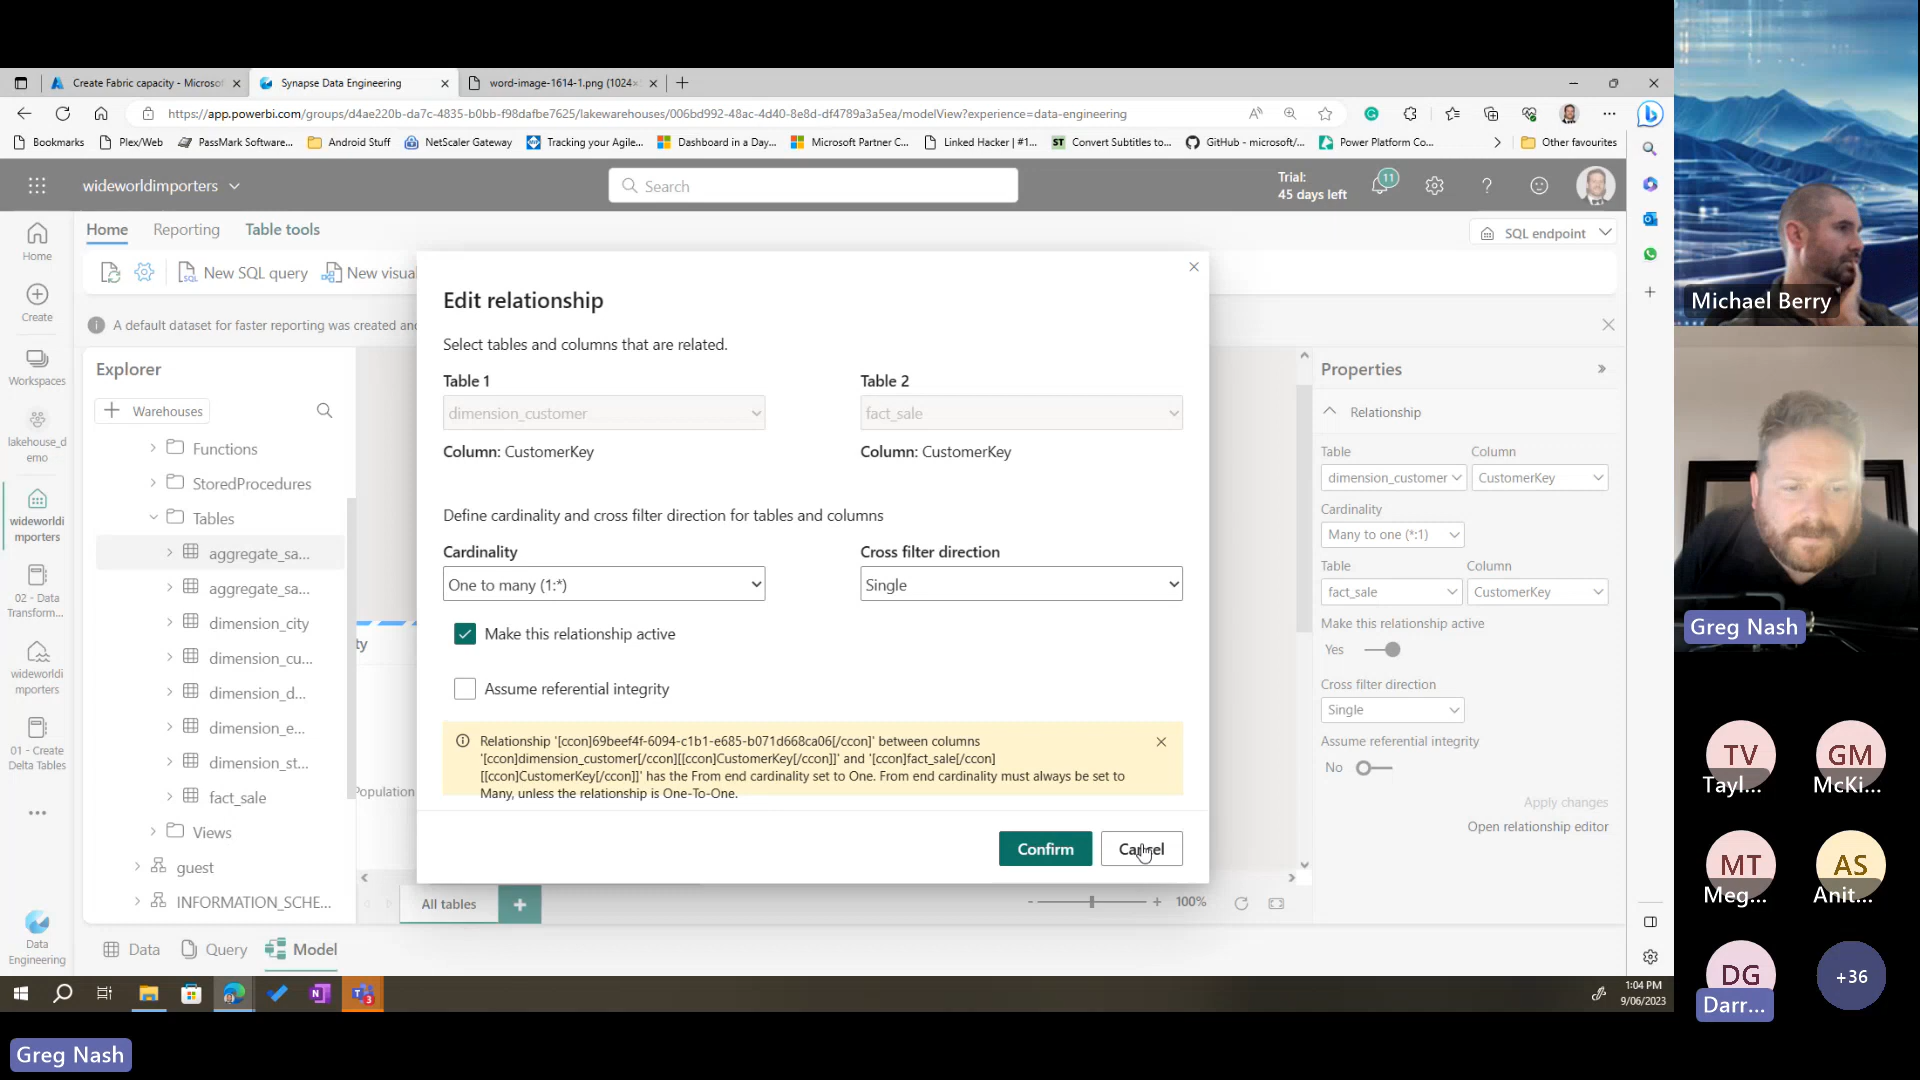 Create Fabric capacity - Microsof
Synapse Data Engineering
word-image-1614-1.png (1024×
https://app.powerbi.com/groups/d4ae220b-da7c-4835-b0bb-f98dafbe7625/lakewarehouses/006bd992-48ac-4d40-8e8d-df4789a3a5ea/modelView?experience=data-engineering
Bookmarks
Plex/Web
PassMark Software...
Android Stuff
NetScaler Gateway
Tracking your Agile...
Dashboard in a Day...
Microsoft Partner C...
Linked Hacker | #1...
ST Convert Subtitles to...
GitHub - microsoft/...
Power Platform Co...
Other favourites
wideworldimporters
Search
Trial:
45 days left
11
Home
Reporting
Table tools
SQL endpoint
New SQL query
New visua
A default dataset for faster reporting was created an
Home
Create
Workspaces
lakehouse_d
emo
wideworldi
mporters
02 - Data
Transform...
wideworldi
mporters
01 - Create
Delta Tables
Data
Engineering
Explorer
+ Warehouses
Functions
StoredProcedures
Tables
aggregate_sa...
aggregate_sa...
dimension_city
dimension_cu...
dimension_d...
dimension_e...
dimension_st...
fact_sale
Views
guest
INFORMATION_SCHE...
ty
Population
Edit relationship
Select tables and columns that are related.
Table 1
Table 2
dimension_customer
fact_sale
Column: CustomerKey
Column: CustomerKey
Define cardinality and cross filter direction for tables and columns
Cardinality
Cross filter direction
One to many (1:*)
Single
Make this relationship active
Assume referential integrity
Relationship '[ccon]69beef4f-6094-c1b1-e685-b071d668ca06[/ccon]' between columns
'[ccon]dimension_customer[/ccon][[ccon]CustomerKey[/ccon]]' and '[ccon]fact_sale[/ccon]
[[ccon]CustomerKey[/ccon]]' has the From end cardinality set to One. From end cardinality must always be set to
Many, unless the relationship is One-To-One.
Confirm
Cancel
Properties
Relationship
Table
Column
dimension_customer
CustomerKey
Cardinality
Many to one (*:1)
Table
Column
fact_sale
CustomerKey
Make this relationship active
Yes
Cross filter direction
Single
Assume referential integrity
No
Apply changes
Open relationship editor
All tables
+
- + 100%
Data
Query
Model
1:04 PM
9/06/2023
Michael Berry
Greg Nash
TV
Tayl...
GM
McKi...
MT
Meg...
AS
Anit...
DG
Darr...
+36
Greg Nash